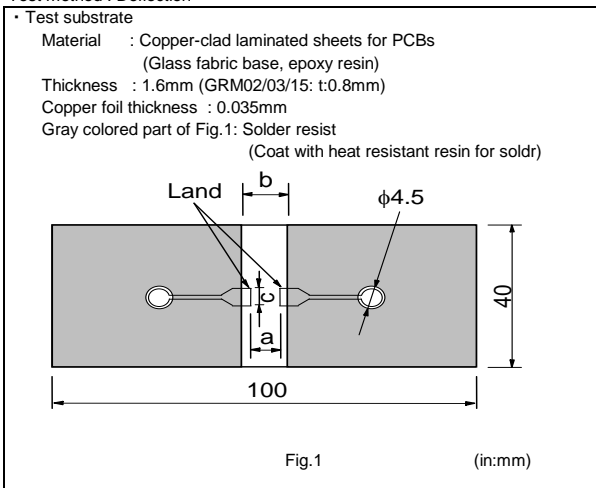 ・Test substrate
Material : Copper-clad laminated sheets for PCBs
(Glass fabric base, epoxy resin)
Thickness : 1.6mm (GRM02/03/15: t:0.8mm)
Copper foil thickness : 0.035mm
Gray colored part of Fig.1: Solder resist
(Coat with heat resistant resin for soldr)
Land
b
ϕ4.5
c
a
40
100
Fig.1 (in:mm)